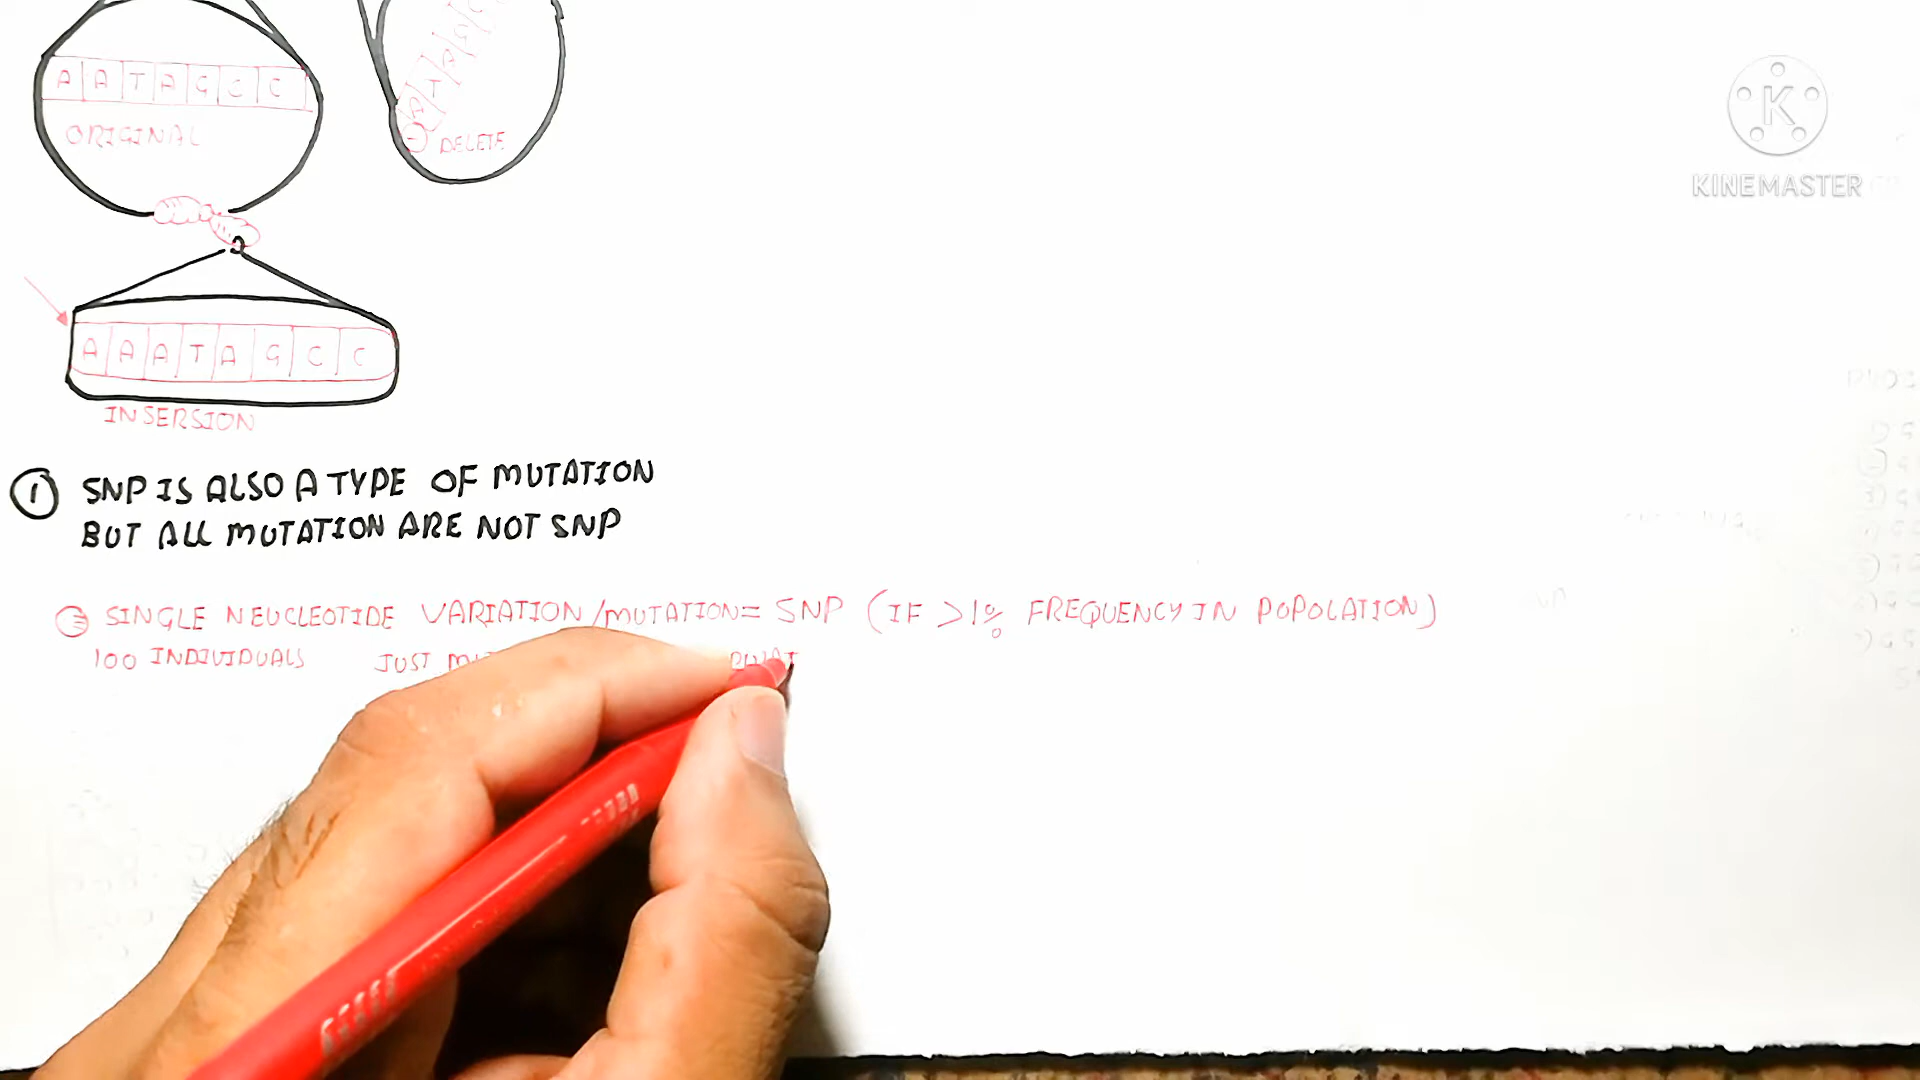 A A T A G C C
ORIGINAL
DELETE
A A A T A G C C
INSERSION
1 SNP IS ALSO A TYPE OF MUTATION
BUT ALL MUTATION ARE NOT SNP
2 SINGLE NEUCLEOTIDE VARIATION/MUTATION= SNP (IF >1% FREQUENCY IN POPOLATION)
100 INDIVIDUALS JUST
K
KINEMASTER